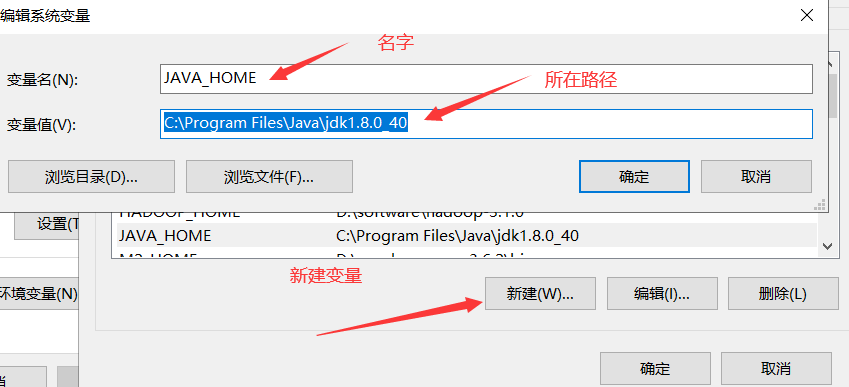 编辑系统变量
名字
变量名(N):
JAVA_HOME
所在路径
变量值(V):
C:\Program Files\Java\jdk1.8.0_40
浏览目录(D)...
浏览文件(F)...
确定
取消
HADOOP_HOME
D:\software\hadoop-3.1.0
设置(T
JAVA_HOME
C:\Program Files\Java\jdk1.8.0_40
M2_HOME
新建变量
环境变量(N)
新建(W)...
编辑(I)...
删除(L)
确定
取消